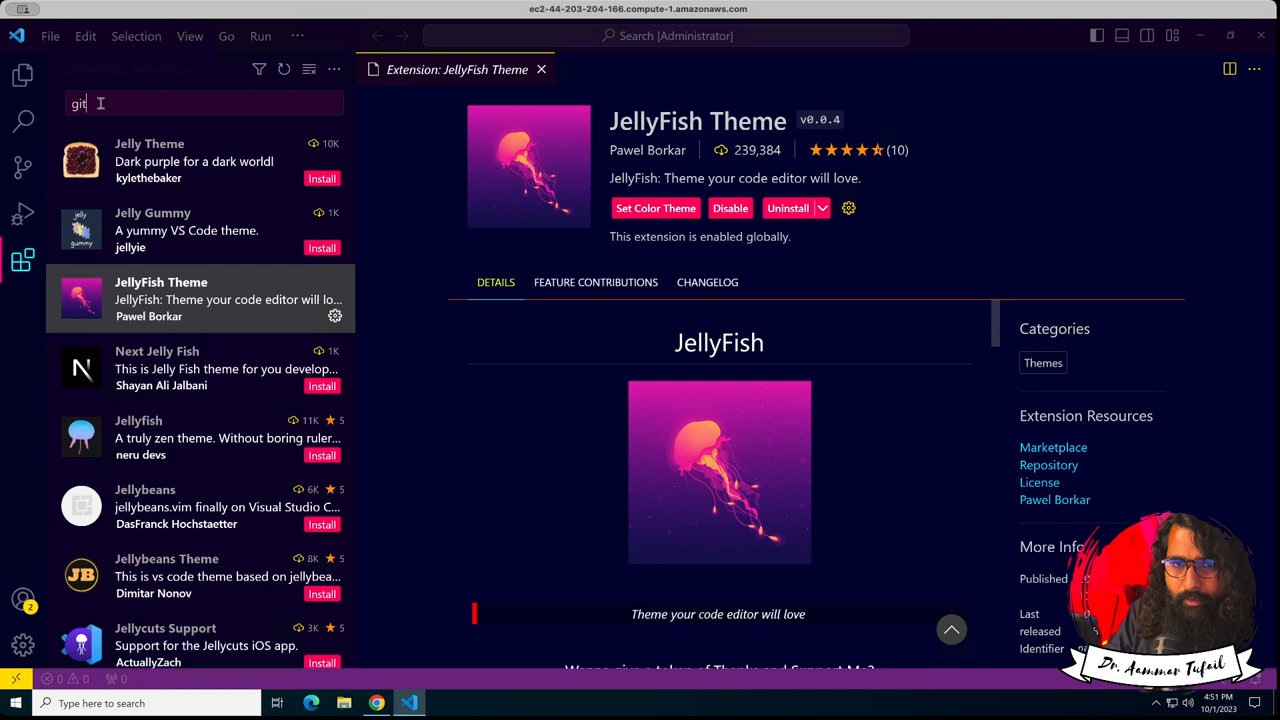 ec2-44-203-204-166.compute-1.amazonaws.com
File Edit Selection View Go Run ···
Search [Administrator]
Extension: JellyFish Theme
git
Jelly Theme 10K
Dark purple for a dark world!
kylethebaker Install
Jelly Gummy 1K
A yummy VS Code theme.
jellyie Install
JellyFish Theme
JellyFish: Theme your code editor will lo...
Pawel Borkar
Next Jelly Fish 1K
This is Jelly Fish theme for you develop...
Shayan Ali Jalbani Install
Jellyfish 11K 5
A truly zen theme. Without boring ruler...
neru devs Install
Jellybeans 6K 5
jellybeans.vim finally on Visual Studio C...
DasFranck Hochstaetter Install
Jellybeans Theme 8K 5
This is vs code theme based on jellybea...
Dimitar Nonov Install
Jellycuts Support 3K 5
Support for the Jellycuts iOS app.
ActuallyZach Install
jelly gummy
N
JB
2
JellyFish Theme v0.0.4
Pawel Borkar 239,384 (10)
JellyFish: Theme your code editor will love.
Set Color Theme Disable Uninstall
This extension is enabled globally.
DETAILS FEATURE CONTRIBUTIONS CHANGELOG
JellyFish
Theme your code editor will love
Categories
Themes
Extension Resources
Marketplace
Repository
License
Pawel Borkar
More Info
Published
Last
released
Identifier
Dr. Aammar Tufail
0 0 0
Type here to search
4:51 PM
10/1/2023